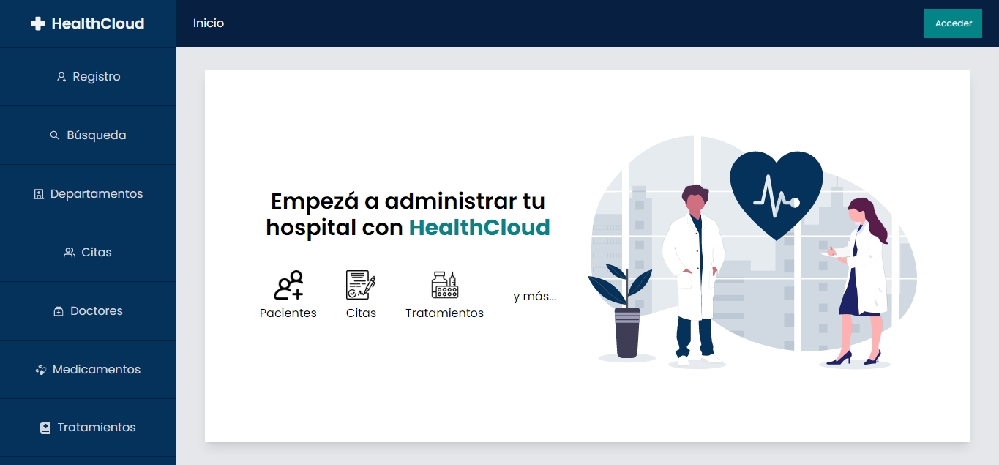 HealthCloud
Inicio
Acceder
Registro
Búsqueda
Departamentos
Citas
Doctores
Medicamentos
Tratamientos
Empezá a administrar tu
hospital con HealthCloud
Pacientes
Citas
Tratamientos
y más...